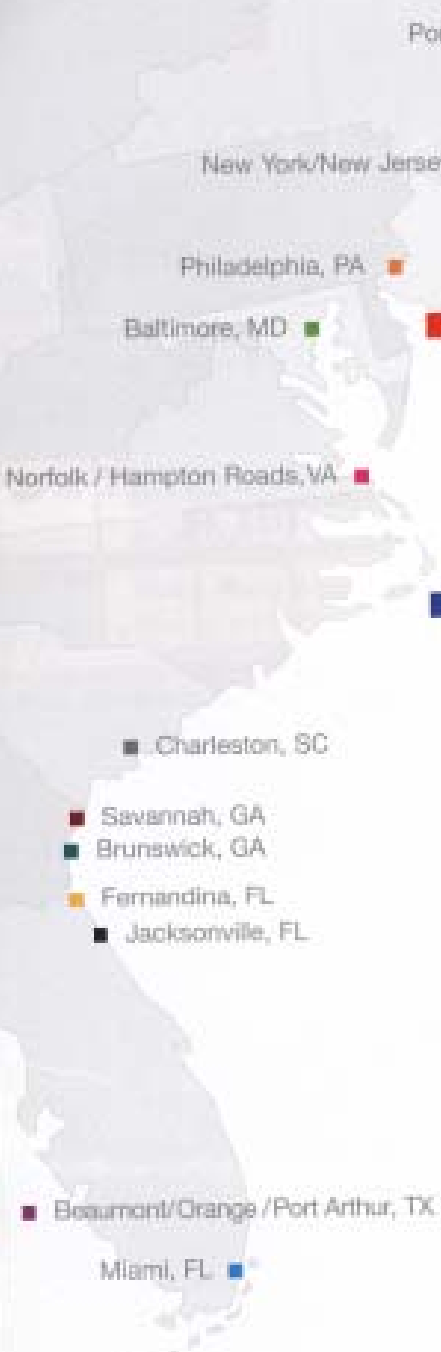 New York/New Jerse
Philadelphia, PA
Baltimore, MD
Norfolk / Hampton Roads, VA
Charleston, SC
Savannah, GA
Brunswick, GA
Fernandina, FL
Jacksonville, FL
Beaumont/Orange /Port Arthur, TX
Miami, FL